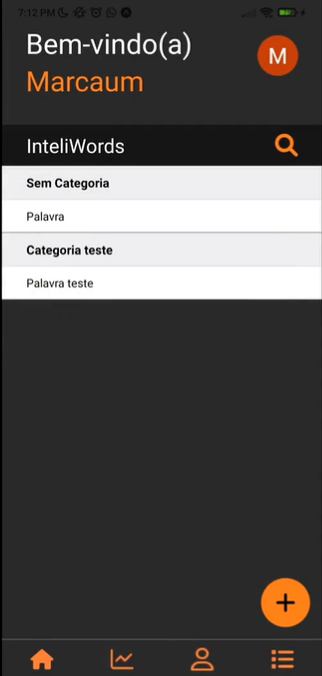 7:12 PM
Bem-vindo(a)
Marcaum
M
InteliWords
Sem Categoria
Palavra
Categoria teste
Palavra teste